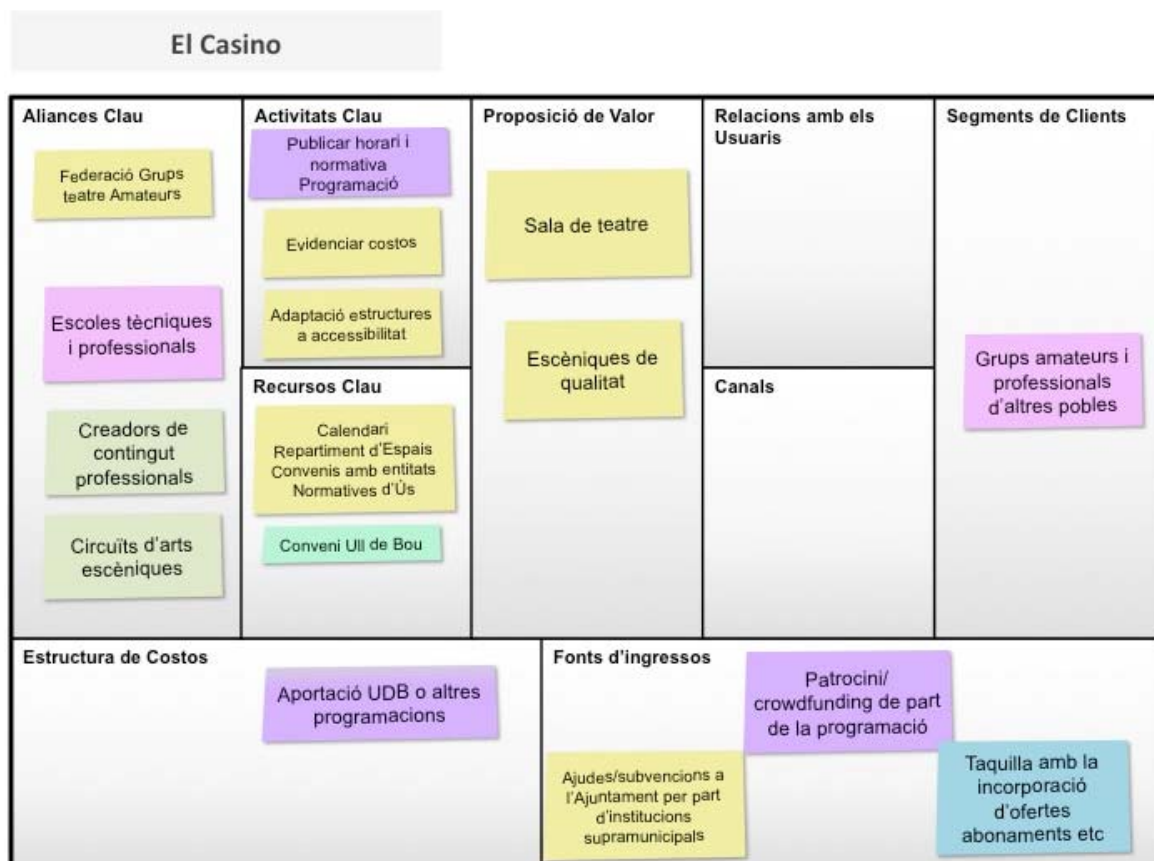 El Casino
Aliances Clau
Federació Grups
teatre Amateurs
Escoles tècniques
i professionals
Creadors de
contingut
professionals
Circuïts d'arts
escèniques
Activitats Clau
Publicar horari i
normativa
Programació
Evidenciar costos
Adaptació estructures
a accessibilitat
Recursos Clau
Calendari
Repartiment d'Espais
Convenis amb entitats
Normatives d'Ús
Conveni Ull de Bou
Proposició de Valor
Sala de teatre
Escèniques de
qualitat
Relacions amb els
Usuaris
Canals
Segments de Clients
Grups amateurs i
professionals
d'altres pobles
Estructura de Costos
Aportació UDB o altres
programacions
Fonts d'ingressos
Patrocini/
crowdfunding de part
de la programació
Ajudes/subvencions a
l'Ajuntament per part
d'institucions
supramunicipals
Taquilla amb la
incorporació
d'ofertes
abonaments etc